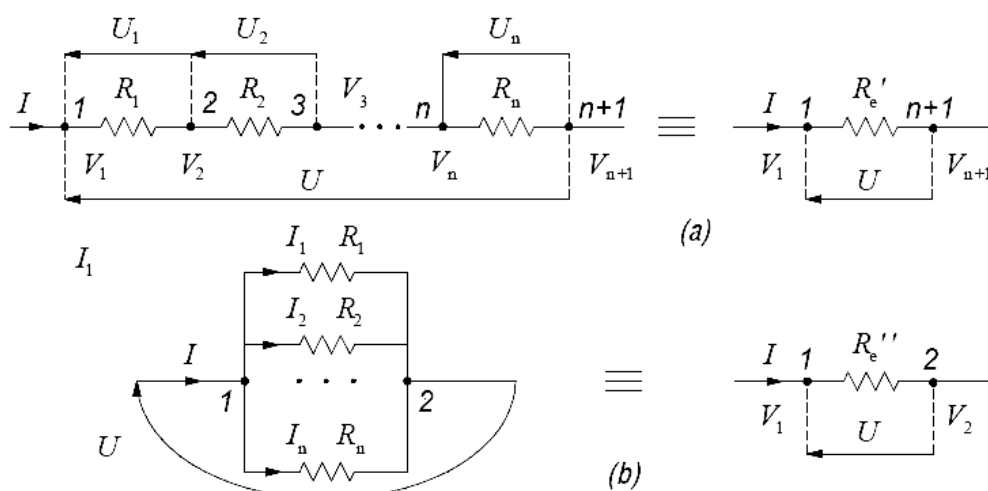 U₁ U₂ Uₙ
I 1 R₁ 2 R₂ 3 V₃ n Rₙ n+1 I 1 Rₑ' n+1
V₁ V₂ Vₙ Vₙ₊₁ V₁ U Vₙ₊₁
U
(a)
I₁ I₁ R₁
I₂ R₂
I 1 . . . 2 I 1 Rₑ'' 2
V₁ U V₂
U Iₙ Rₙ
(b)